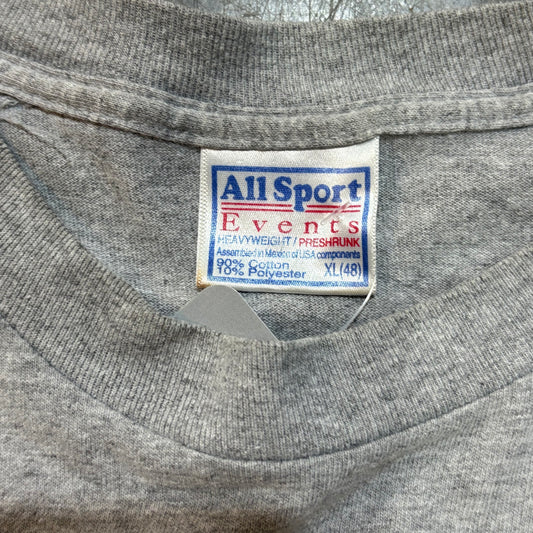 All Sport
Events
HEAVYWEIGHT / PRESHRUNK
Assembled in Mexico of USA components
90% Cotton
10% Polyester XL(48)